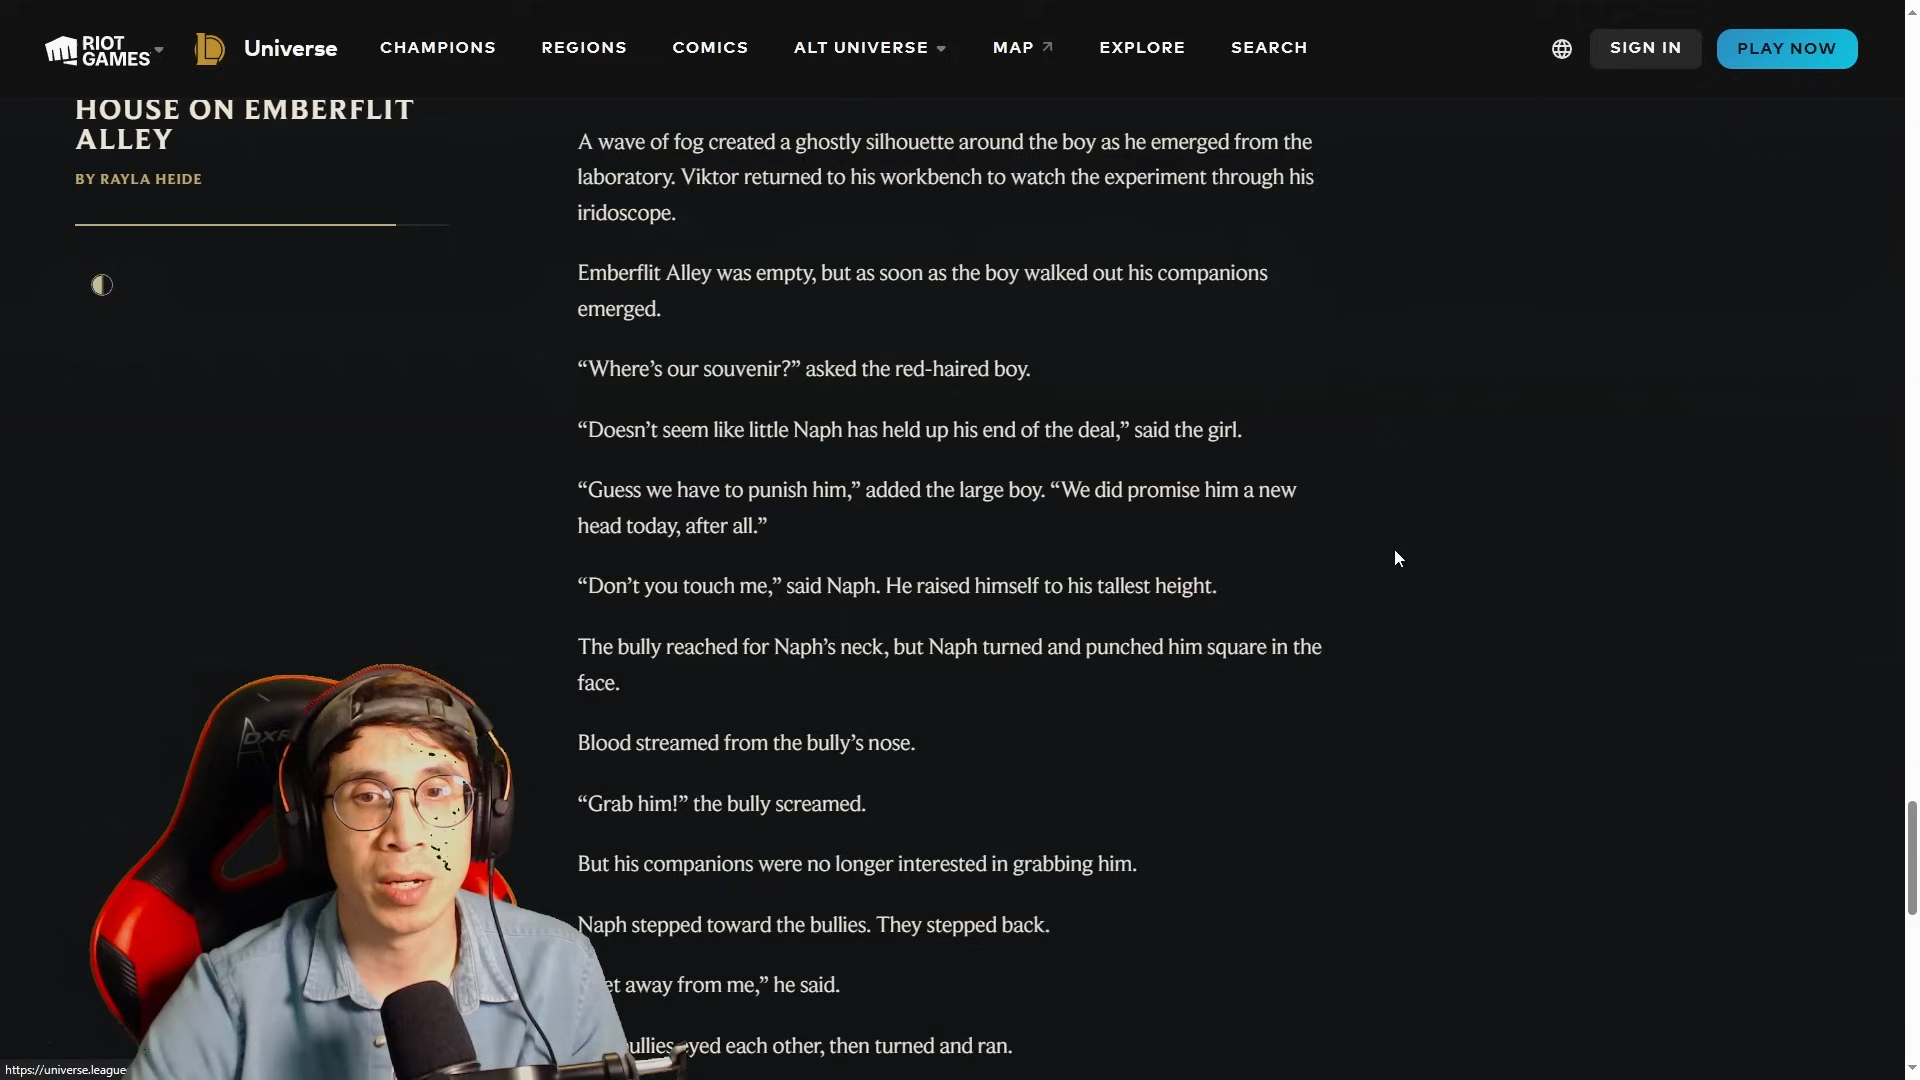 RIOT GAMES
Universe
CHAMPIONS
REGIONS
COMICS
ALT UNIVERSE
MAP
EXPLORE
SEARCH
SIGN IN
PLAY NOW
HOUSE ON EMBERFLIT
ALLEY
BY RAYLA HEIDE
A wave of fog created a ghostly silhouette around the boy as he emerged from the
laboratory. Viktor returned to his workbench to watch the experiment through his
iridoscope.
Emberflit Alley was empty, but as soon as the boy walked out his companions
emerged.
“Where’s our souvenir?” asked the red-haired boy.
“Doesn’t seem like little Naph has held up his end of the deal,” said the girl.
“Guess we have to punish him,” added the large boy. “We did promise him a new
head today, after all.”
“Don’t you touch me,” said Naph. He raised himself to his tallest height.
The bully reached for Naph’s neck, but Naph turned and punched him square in the
face.
Blood streamed from the bully’s nose.
“Grab him!” the bully screamed.
But his companions were no longer interested in grabbing him.
Naph stepped toward the bullies. They stepped back.
et away from me,” he said.
ullies eyed each other, then turned and ran.
https://universe.league